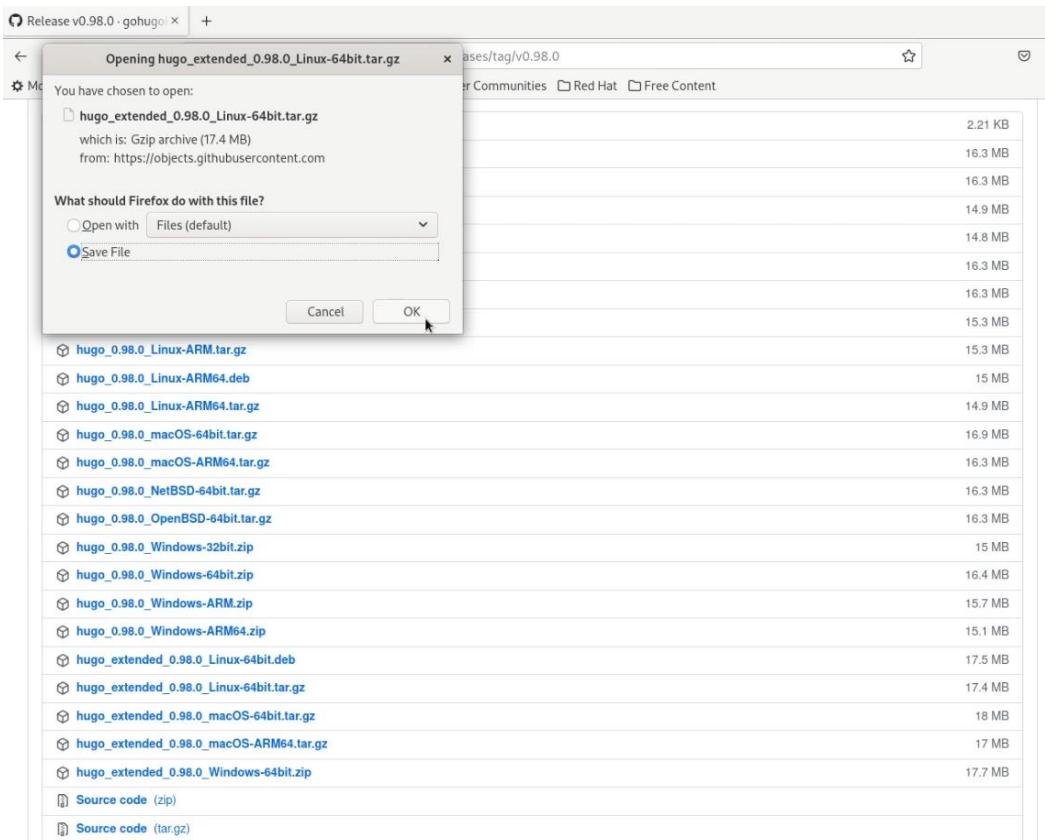 Release v0.98.0 · gohugoi × +
Opening hugo_extended_0.98.0_Linux-64bit.tar.gz ×
ases/tag/v0.98.0
er Communities Red Hat Free Content
You have chosen to open:
hugo_extended_0.98.0_Linux-64bit.tar.gz
which is: Gzip archive (17.4 MB)
from: https://objects.githubusercontent.com
What should Firefox do with this file?
Open with Files (default)
Save File
Cancel OK
2.21 KB
16.3 MB
16.3 MB
14.9 MB
14.8 MB
16.3 MB
16.3 MB
15.3 MB
hugo_0.98.0_Linux-ARM.tar.gz 15.3 MB
hugo_0.98.0_Linux-ARM64.deb 15 MB
hugo_0.98.0_Linux-ARM64.tar.gz 14.9 MB
hugo_0.98.0_macOS-64bit.tar.gz 16.9 MB
hugo_0.98.0_macOS-ARM64.tar.gz 16.3 MB
hugo_0.98.0_NetBSD-64bit.tar.gz 16.3 MB
hugo_0.98.0_OpenBSD-64bit.tar.gz 16.3 MB
hugo_0.98.0_Windows-32bit.zip 15 MB
hugo_0.98.0_Windows-64bit.zip 16.4 MB
hugo_0.98.0_Windows-ARM.zip 15.7 MB
hugo_0.98.0_Windows-ARM64.zip 15.1 MB
hugo_extended_0.98.0_Linux-64bit.deb 17.5 MB
hugo_extended_0.98.0_Linux-64bit.tar.gz 17.4 MB
hugo_extended_0.98.0_macOS-64bit.tar.gz 18 MB
hugo_extended_0.98.0_macOS-ARM64.tar.gz 17 MB
hugo_extended_0.98.0_Windows-64bit.zip 17.7 MB
Source code (zip)
Source code (tar.gz)